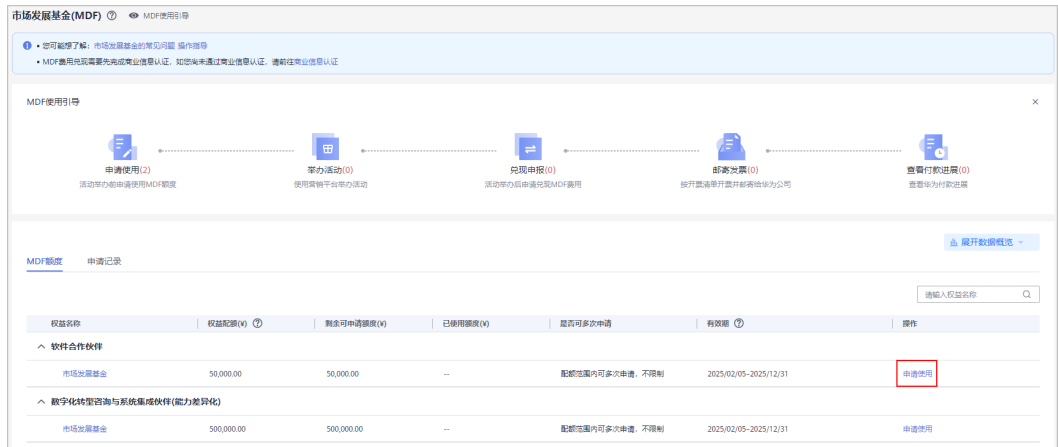 市场发展基金(MDF) MDF使用引导
• 您可能想了解：市场发展基金的常见问题 操作指导
• MDF费用兑现需要先完成商业信息认证，如您尚未通过商业信息认证，请前往商业信息认证
MDF使用引导
申请使用(2) 举办活动(0) 兑现申报(0) 邮寄发票(0) 查看付款进展(0)
活动举办前申请使用MDF额度 使用营销平台举办活动 活动举办后申请兑现MDF费用 按开票清单开票并邮寄给华为公司 查看华为付款进展
展开数据概览
MDF额度 申请记录
请输入权益名称
权益名称 权益配额(¥) 剩余可申请额度(¥) 已使用额度(¥) 是否可多次申请 有效期 操作
软件合作伙伴
市场发展基金 50,000.00 50,000.00 -- 配额范围内可多次申请，不限制 2025/02/05-2025/12/31 申请使用
数字化转型咨询与系统集成伙伴(能力差异化)
市场发展基金 500,000.00 500,000.00 -- 配额范围内可多次申请，不限制 2025/02/05-2025/12/31 申请使用